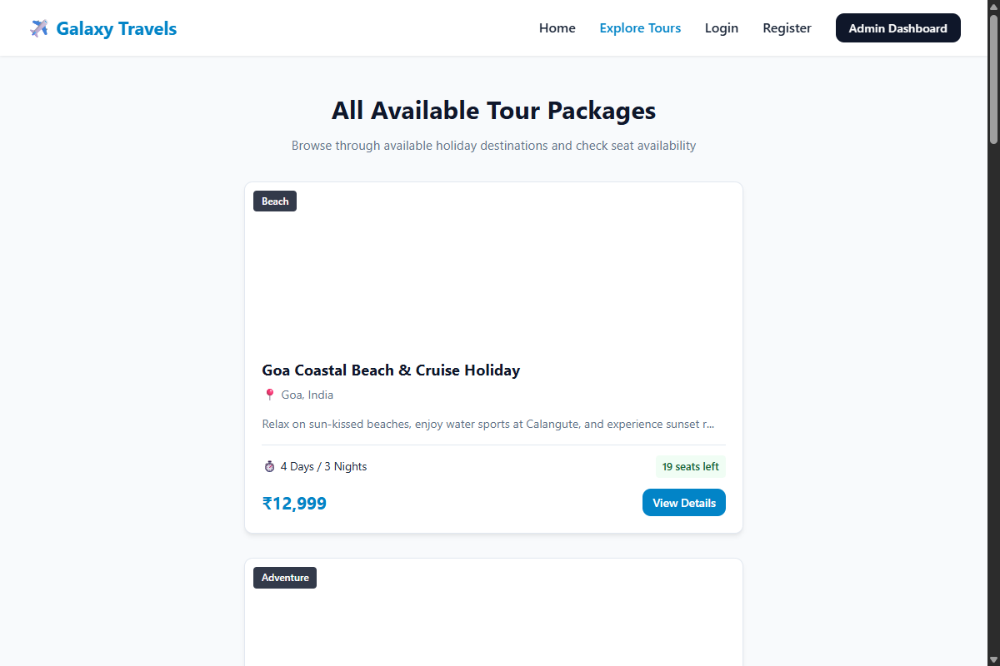 Galaxy Travels
Home
Explore Tours
Login
Register
Admin Dashboard
All Available Tour Packages
Browse through available holiday destinations and check seat availability
Beach
Goa Coastal Beach & Cruise Holiday
Goa, India
Relax on sun-kissed beaches, enjoy water sports at Calangute, and experience sunset r...
4 Days / 3 Nights
19 seats left
₹12,999
View Details
Adventure